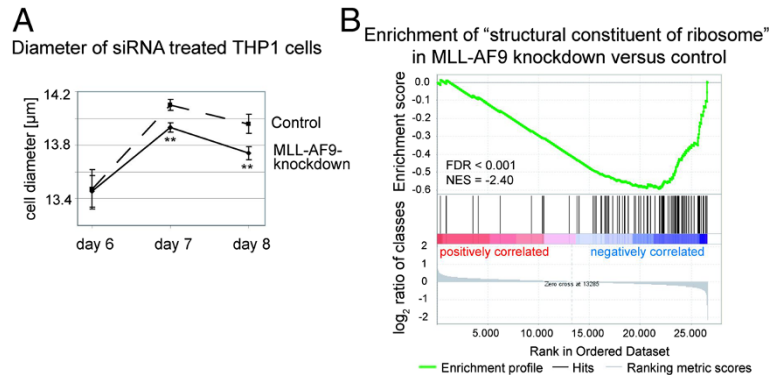 A
Diameter of siRNA treated THP1 cells
cell diameter [µm]
14.2
13.8
13.4
Control
MLL-AF9-
knockdown
**
**
day 6
day 7
day 8
B
Enrichment of “structural constituent of ribosome”
in MLL-AF9 knockdown versus control
Enrichment score
0.0
-0.1
-0.2
-0.3
-0.4
-0.5
-0.6
FDR < 0.001
NES = -2.40
positively correlated
negatively correlated
log2 ratio of classes
2
1
0
-1
-2
Zero cross at 13285
5.000
10.000
15.000
20.000
25.000
Rank in Ordered Dataset
Enrichment profile
Hits
Ranking metric scores